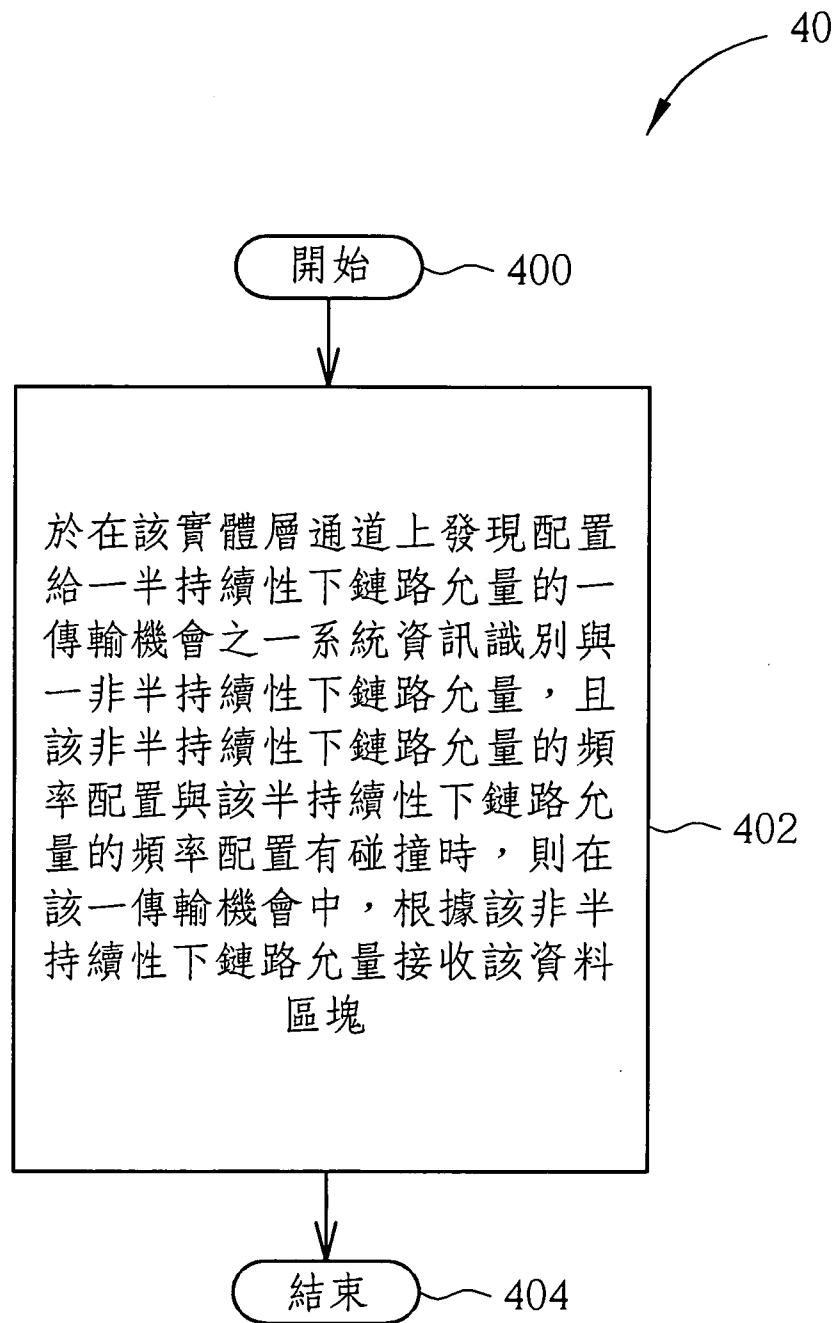 40
開始
400
於在該實體層通道上發現配置
給一半持續性下鏈路允量的一
傳輸機會之一系統資訊識別與
一非半持續性下鏈路允量，且
該非半持續性下鏈路允量的頻
率配置與該半持續性下鏈路允
量的頻率配置有碰撞時，則在
該一傳輸機會中，根據該非半
持續性下鏈路允量接收該資料
區塊
402
結束
404